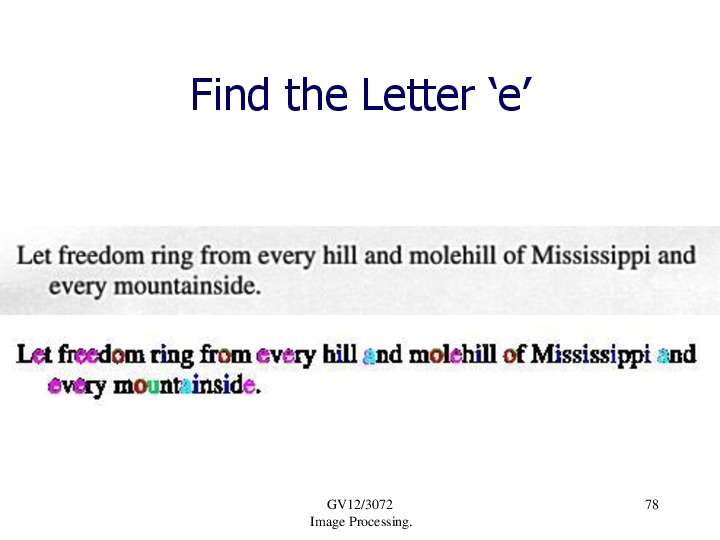 Find the Letter ‘e’
Let freedom ring from every hill and molehill of Mississippi and
every mountainside.
Let freedom ring from every hill and molehill of Mississippi and
every mountainside.
GV12/3072
Image Processing.
78